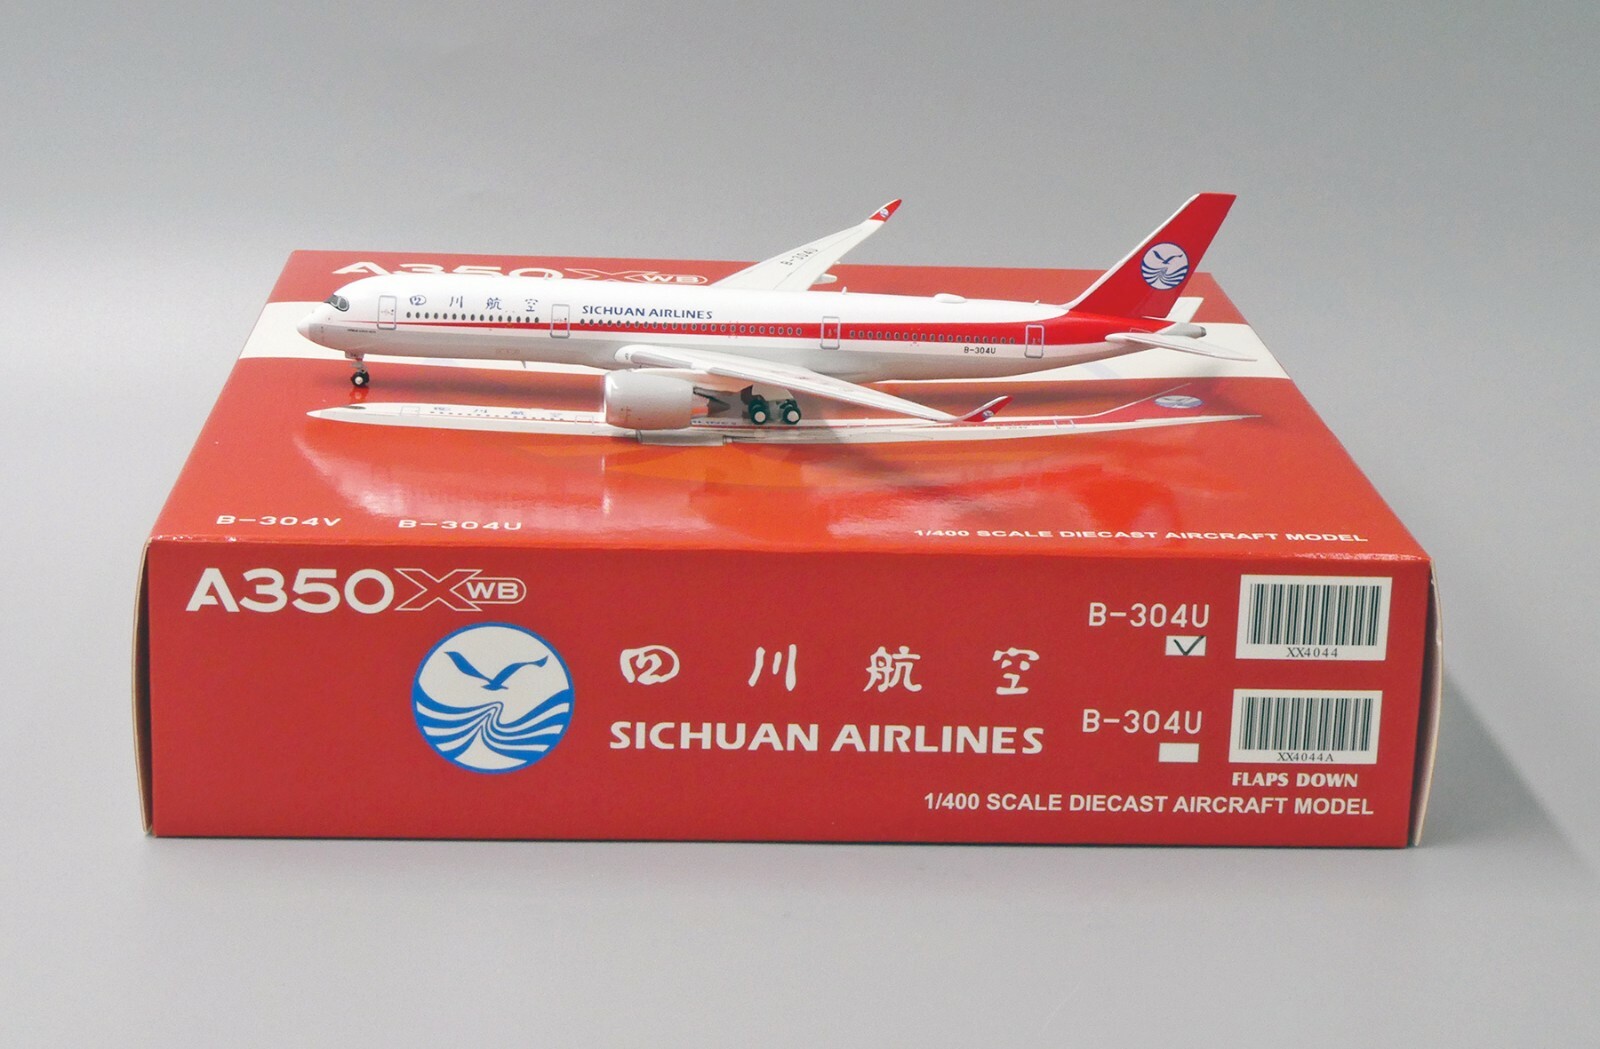 A350XWB
B-304U
四川航空
SICHUAN AIRLINES
B-304U
B-304V B-304U
1/400 SCALE DIECAST AIRCRAFT MODEL
A350XWB
四川航空
SICHUAN AIRLINES
B-304U
XX4044
B-304U
XX4044A
FLAPS DOWN
1/400 SCALE DIECAST AIRCRAFT MODEL